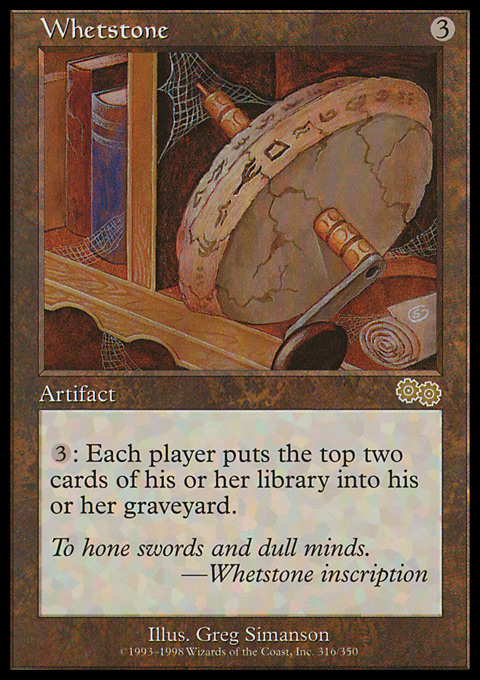 Whetstone 3
Artifact
3: Each player puts the top two
cards of his or her library into his
or her graveyard.
To hone swords and dull minds.
—Whetstone inscription
Illus. Greg Simanson
©1993–1998 Wizards of the Coast, Inc. 316/350